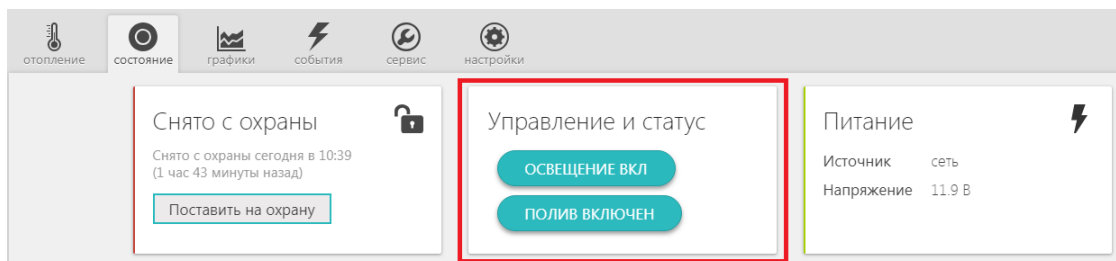 отопление
состояние
графики
события
сервис
настройки
Снято с охраны
Снято с охраны сегодня в 10:39
(1 час 43 минуты назад)
Поставить на охрану
Управление и статус
ОСВЕЩЕНИЕ ВКЛ
ПОЛИВ ВКЛЮЧЕН
Питание
Источник сеть
Напряжение 11.9 В